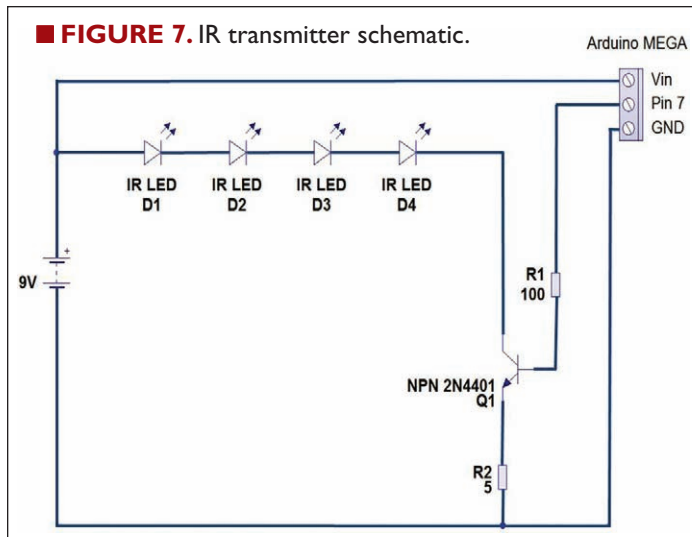 ■ FIGURE 7. IR transmitter schematic.
Arduino MEGA
Vin
Pin 7
GND
IR LED
D1
IR LED
D2
IR LED
D3
IR LED
D4
+
9V
R1
100
NPN 2N4401
Q1
R2
5